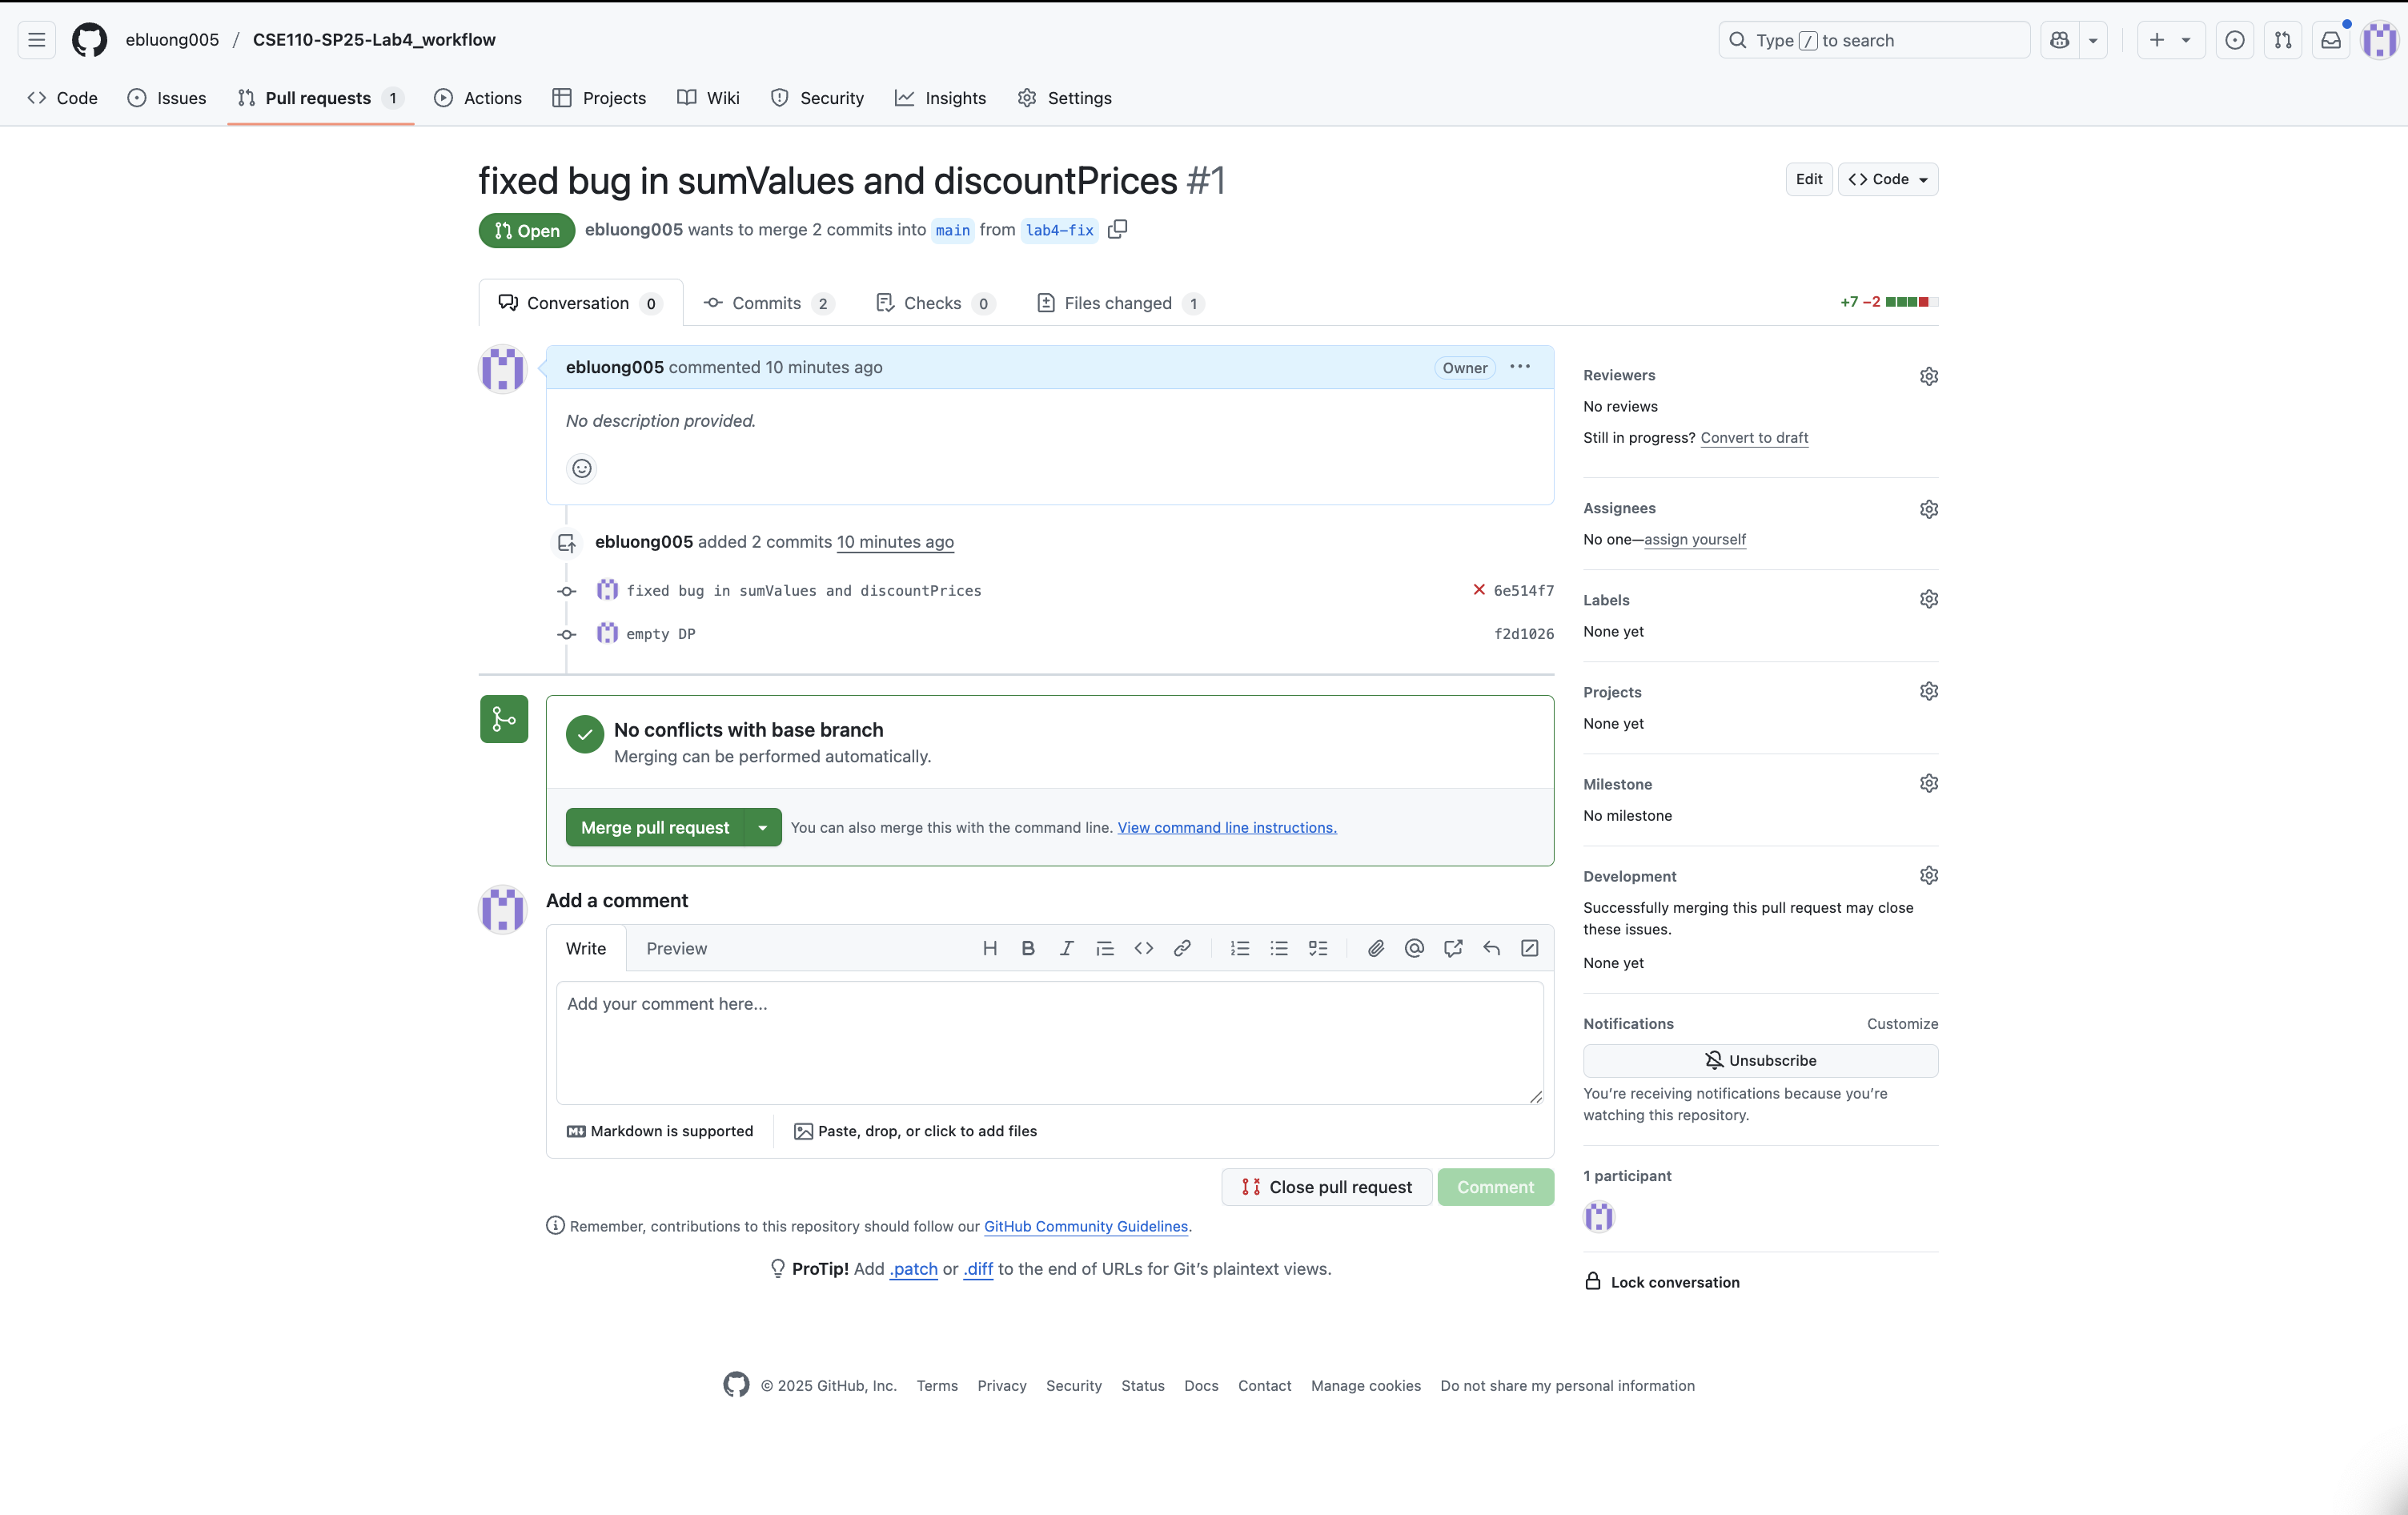 ebluong005 / CSE110-SP25-Lab4_workflow
Type / to search
Code Issues Pull requests 1 Actions Projects Wiki Security Insights Settings
fixed bug in sumValues and discountPrices #1
Edit <> Code
Open ebluong005 wants to merge 2 commits into main from lab4-fix
Conversation 0 Commits 2 Checks 0 Files changed 1
+7 −2
ebluong005 commented 10 minutes ago
Owner ···
No description provided.
ebluong005 added 2 commits 10 minutes ago
fixed bug in sumValues and discountPrices 6e514f7
empty DP f2d1026
No conflicts with base branch
Merging can be performed automatically.
Merge pull request You can also merge this with the command line. View command line instructions.
Add a comment
Write Preview
Add your comment here...
Markdown is supported Paste, drop, or click to add files
Close pull request Comment
Remember, contributions to this repository should follow our GitHub Community Guidelines.
ProTip! Add .patch or .diff to the end of URLs for Git's plaintext views.
Reviewers
No reviews
Still in progress? Convert to draft
Assignees
No one—assign yourself
Labels
None yet
Projects
None yet
Milestone
No milestone
Development
Successfully merging this pull request may close
these issues.
None yet
Notifications Customize
Unsubscribe
You're receiving notifications because you're
watching this repository.
1 participant
Lock conversation
© 2025 GitHub, Inc. Terms Privacy Security Status Docs Contact Manage cookies Do not share my personal information